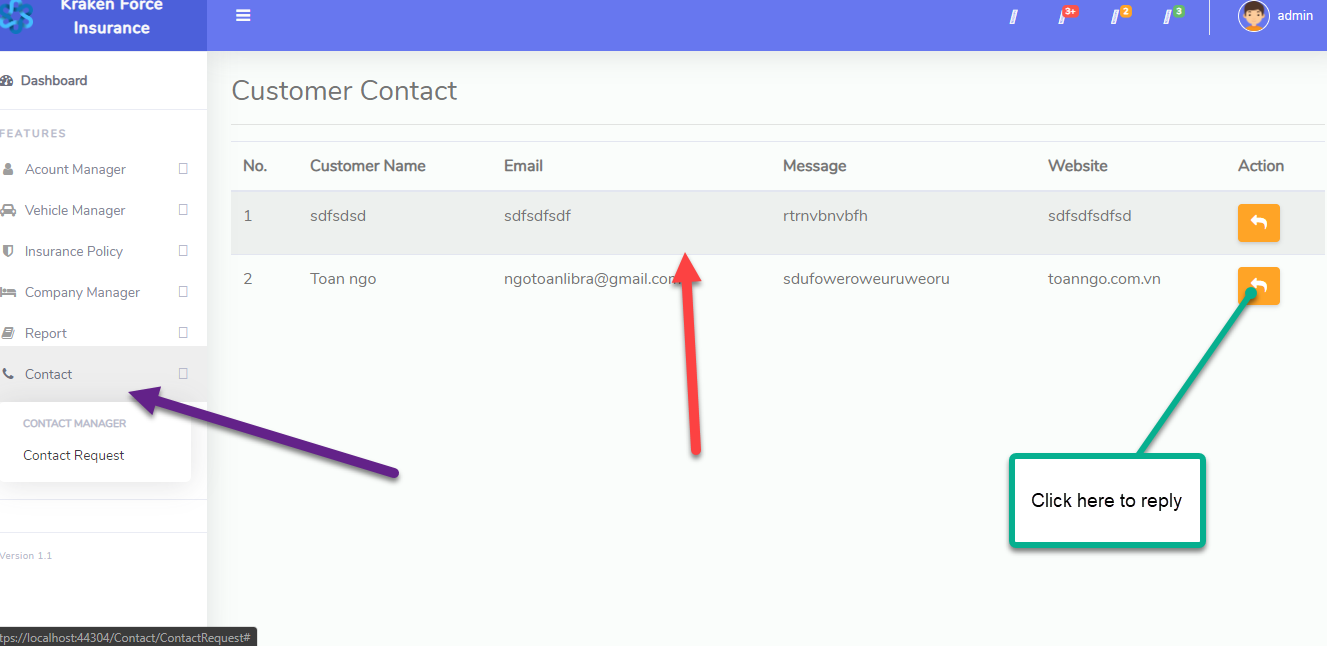 Kraken Force
Insurance
3+
2
3
admin
Dashboard
FEATURES
Acount Manager
Vehicle Manager
Insurance Policy
Company Manager
Report
Contact
CONTACT MANAGER
Contact Request
Version 1.1
Customer Contact
No. Customer Name Email Message Website Action
1 sdfsdsd sdfsdfsdf rtrnvbnvbfh sdfsdfsdfsd
2 Toan ngo ngotoanlibra@gmail.com sdufoweroweuruweoru toanngo.com.vn
Click here to reply
tps://localhost:44304/Contact/ContactRequest#